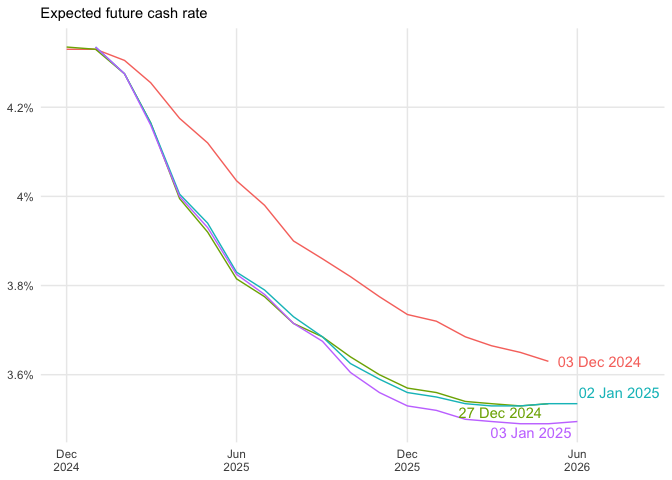 Expected future cash rate
4.2%
4%
3.8%
3.6%
03 Dec 2024
02 Jan 2025
27 Dec 2024
03 Jan 2025
Dec
2024
Jun
2025
Dec
2025
Jun
2026